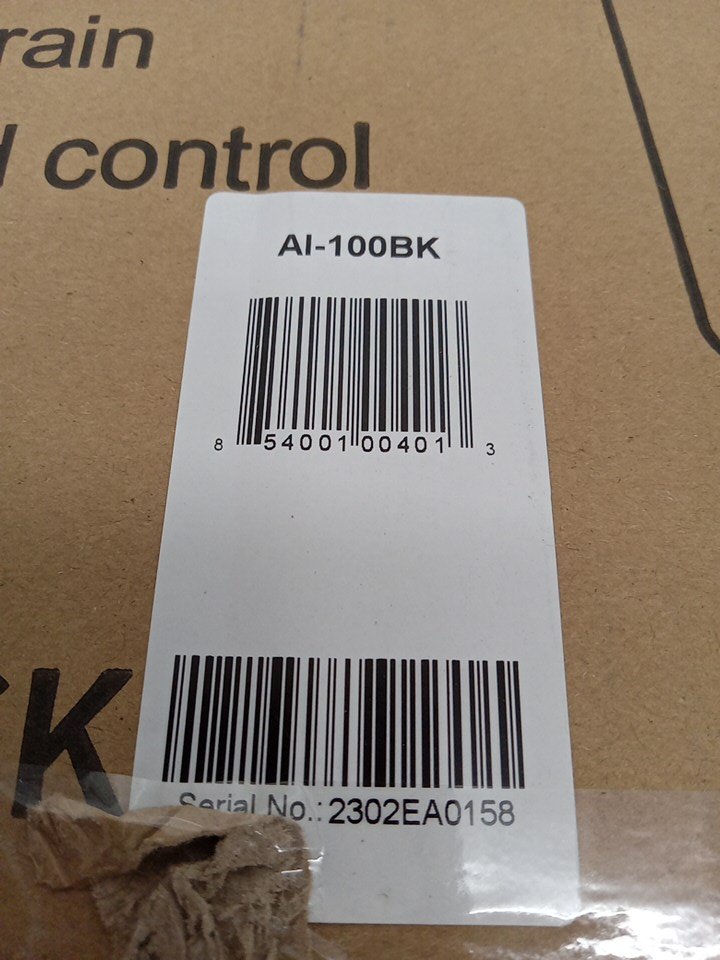 rain
control
AI-100BK
8 54001 00401 3
K
Serial No.: 2302EA0158